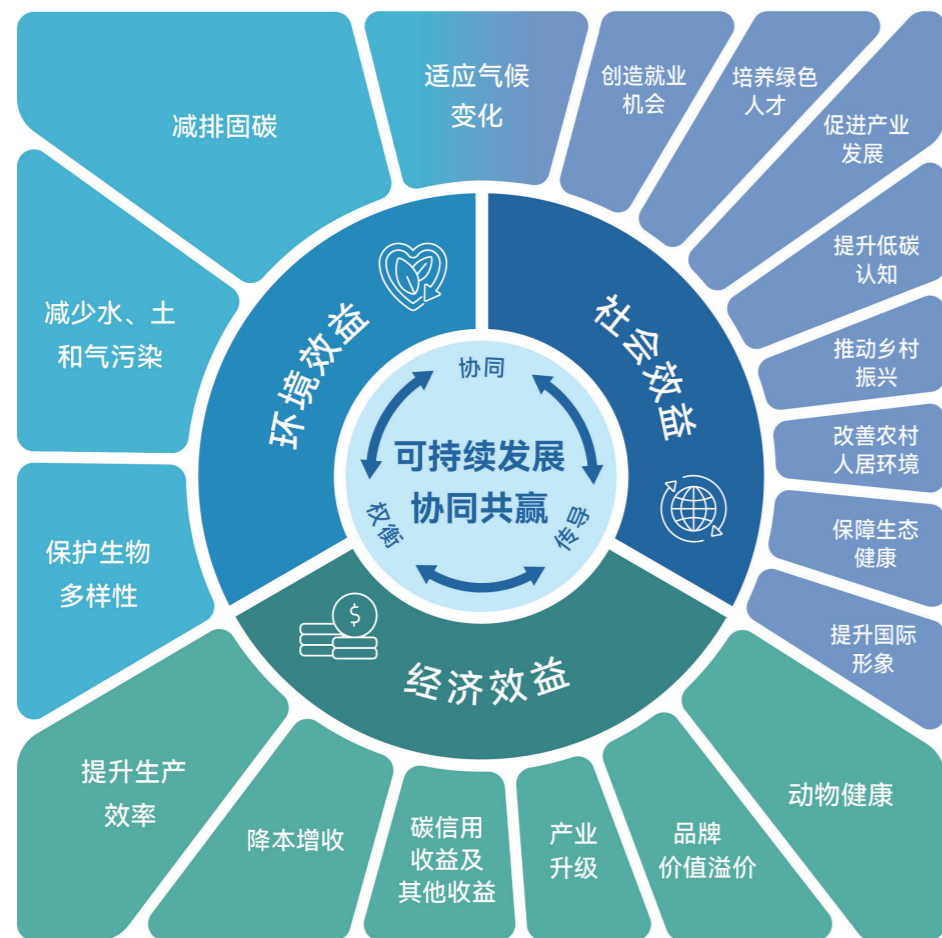 减排固碳
适应气候
变化
创造就业
机会
培养绿色
人才
促进产业
发展
提升低碳
认知
推动乡村
振兴
改善农村
人居环境
保障生态
健康
提升国际
形象
减少水、土
和气污染
保护生物
多样性
环境效益
社会效益
协同
可持续发展
协同共赢
权衡
传导
$
经济效益
提升生产
效率
降本增收
碳信用
收益及
其他收益
产业
升级
品牌
价值溢价
动物健康